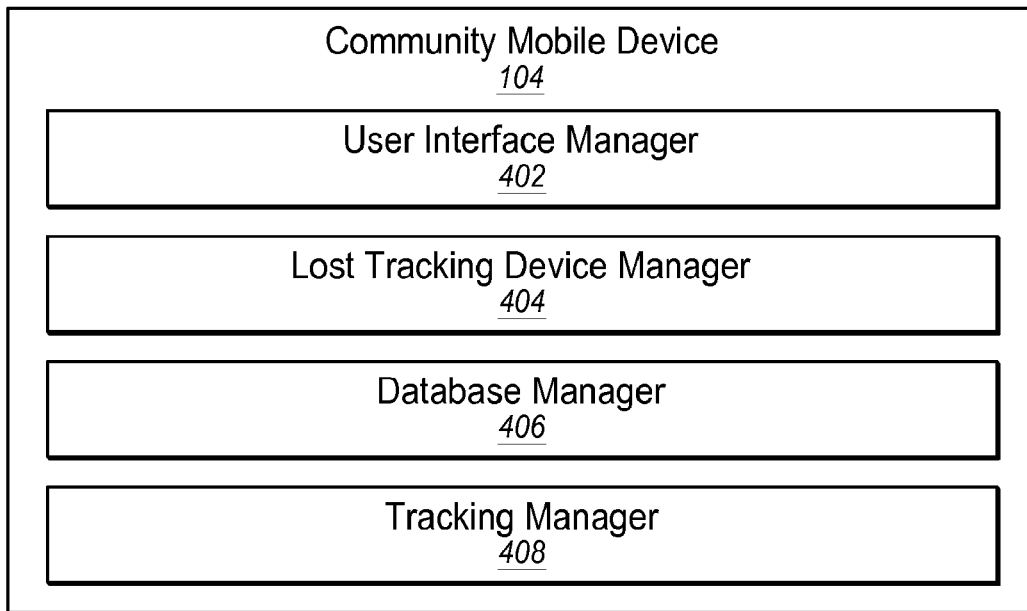 Community Mobile Device
104
User Interface Manager
402
Lost Tracking Device Manager
404
Database Manager
406
Tracking Manager
408